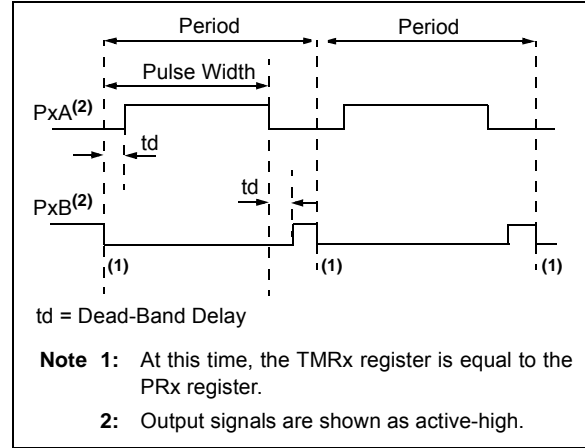 Period Period
Pulse Width
PxA(2)
td
td
PxB(2)
(1) (1) (1)
td = Dead-Band Delay
Note 1: At this time, the TMRx register is equal to the
PRx register.
2: Output signals are shown as active-high.